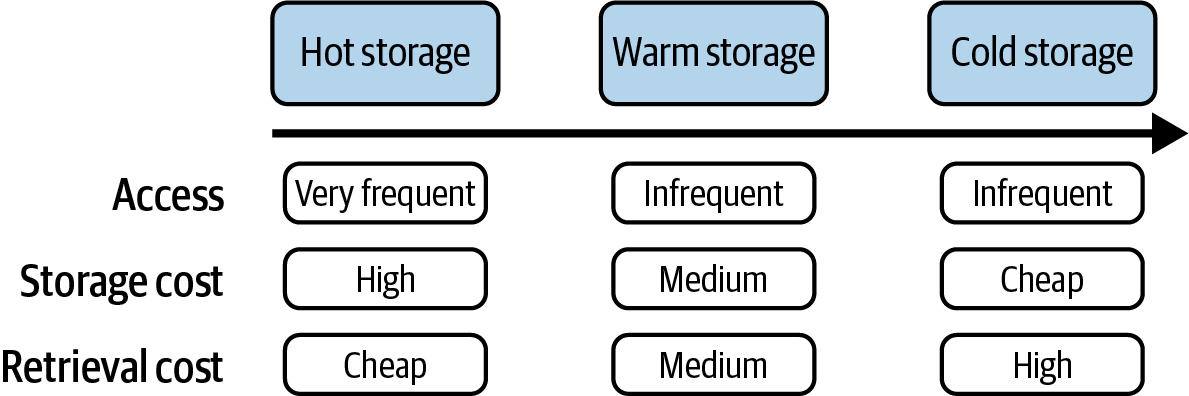 Hot storage
Warm storage
Cold storage
Access
Very frequent
Infrequent
Infrequent
Storage cost
High
Medium
Cheap
Retrieval cost
Cheap
Medium
High